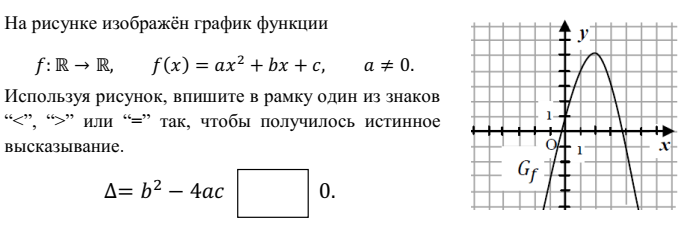 На рисунке изображён график функции
f: ℝ → ℝ, f(x) = ax² + bx + c, a ≠ 0.
Используя рисунок, впишите в рамку один из знаков
“<”, “>” или “=” так, чтобы получилось истинное
высказывание.
Δ= b² − 4ac 0.
y
1
O 1 x
G_f